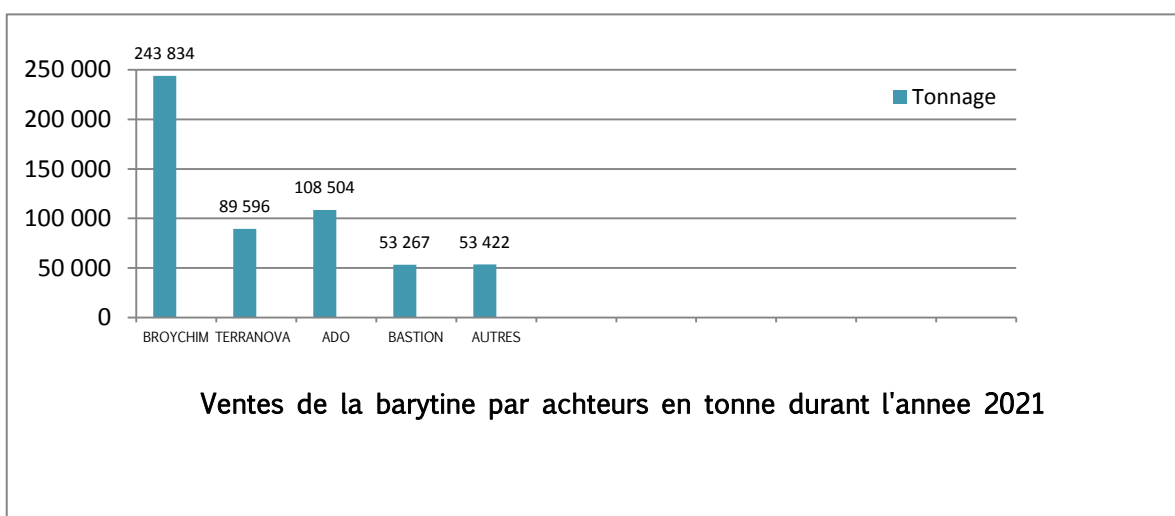 243 834
250 000
Tonnage
200 000
150 000
108 504
89 596
100 000
53 267 53 422
50 000
0
BROYCHIM TERRANOVA ADO BASTION AUTRES
Ventes de la barytine par achteurs en tonne durant l'annee 2021